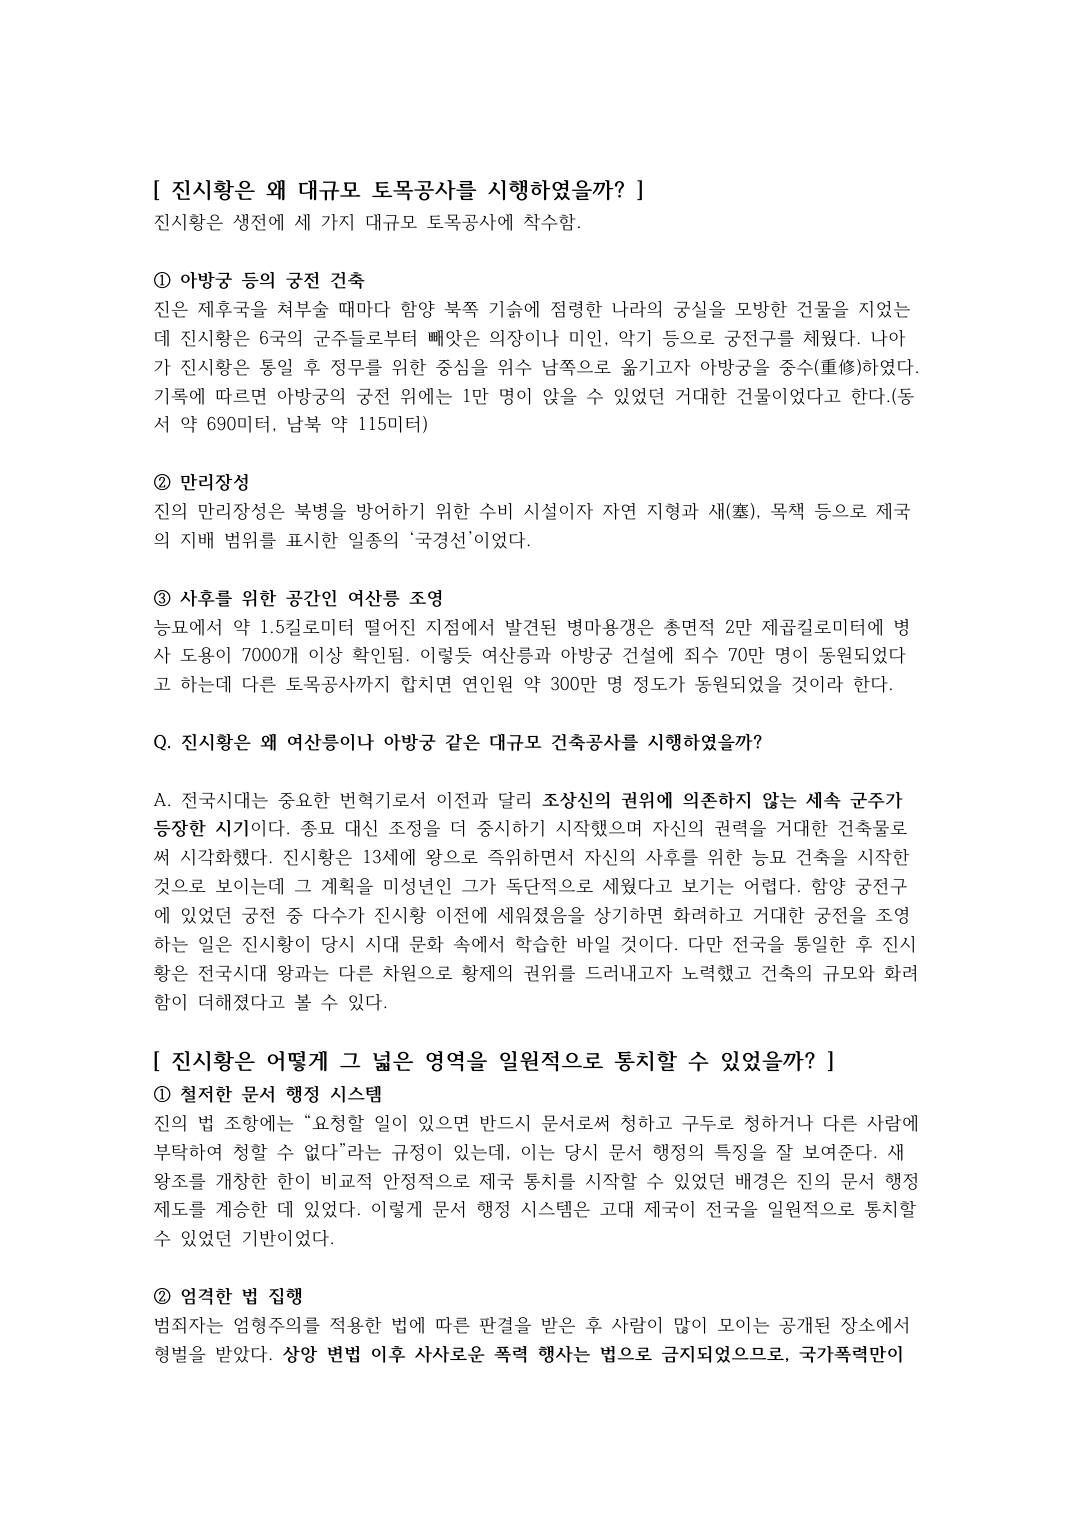 [ 진시황은 왜 대규모 토목공사를 시행하였을까? ]
진시황은 생전에 세 가지 대규모 토목공사에 착수함.
① 아방궁 등의 궁전 건축
진은 제후국을 쳐부술 때마다 함양 북쪽 기슭에 점령한 나라의 궁실을 모방한 건물을 지었는
데 진시황은 6국의 군주들로부터 빼앗은 의장이나 미인, 악기 등으로 궁전구를 채웠다. 나아
가 진시황은 통일 후 정무를 위한 중심을 위수 남쪽으로 옮기고자 아방궁을 중수(重修)하였다.
기록에 따르면 아방궁의 궁전 위에는 1만 명이 앉을 수 있었던 거대한 건물이었다고 한다.(동
서 약 690미터, 남북 약 115미터)
② 만리장성
진의 만리장성은 북병을 방어하기 위한 수비 시설이자 자연 지형과 새(塞), 목책 등으로 제국
의 지배 범위를 표시한 일종의 ‘국경선’이었다.
③ 사후를 위한 공간인 여산릉 조영
능묘에서 약 1.5킬로미터 떨어진 지점에서 발견된 병마용갱은 총면적 2만 제곱킬로미터에 병
사 도용이 7000개 이상 확인됨. 이렇듯 여산릉과 아방궁 건설에 죄수 70만 명이 동원되었다
고 하는데 다른 토목공사까지 합치면 연인원 약 300만 명 정도가 동원되었을 것이라 한다.
Q. 진시황은 왜 여산릉이나 아방궁 같은 대규모 건축공사를 시행하였을까?
A. 전국시대는 중요한 번혁기로서 이전과 달리 조상신의 권위에 의존하지 않는 세속 군주가
등장한 시기이다. 종묘 대신 조정을 더 중시하기 시작했으며 자신의 권력을 거대한 건축물로
써 시각화했다. 진시황은 13세에 왕으로 즉위하면서 자신의 사후를 위한 능묘 건축을 시작한
것으로 보이는데 그 계획을 미성년인 그가 독단적으로 세웠다고 보기는 어렵다. 함양 궁전구
에 있었던 궁전 중 다수가 진시황 이전에 세워졌음을 상기하면 화려하고 거대한 궁전을 조영
하는 일은 진시황이 당시 시대 문화 속에서 학습한 바일 것이다. 다만 전국을 통일한 후 진시
황은 전국시대 왕과는 다른 차원으로 황제의 권위를 드러내고자 노력했고 건축의 규모와 화려
함이 더해졌다고 볼 수 있다.
[ 진시황은 어떻게 그 넓은 영역을 일원적으로 통치할 수 있었을까? ]
① 철저한 문서 행정 시스템
진의 법 조항에는 “요청할 일이 있으면 반드시 문서로써 청하고 구두로 청하거나 다른 사람에
부탁하여 청할 수 없다”라는 규정이 있는데, 이는 당시 문서 행정의 특징을 잘 보여준다. 새
왕조를 개창한 한이 비교적 안정적으로 제국 통치를 시작할 수 있었던 배경은 진의 문서 행정
제도를 계승한 데 있었다. 이렇게 문서 행정 시스템은 고대 제국이 전국을 일원적으로 통치할
수 있었던 기반이었다.
② 엄격한 법 집행
범죄자는 엄형주의를 적용한 법에 따른 판결을 받은 후 사람이 많이 모이는 공개된 장소에서
형벌을 받았다. 상앙 변법 이후 사사로운 폭력 행사는 법으로 금지되었으므로, 국가폭력만이